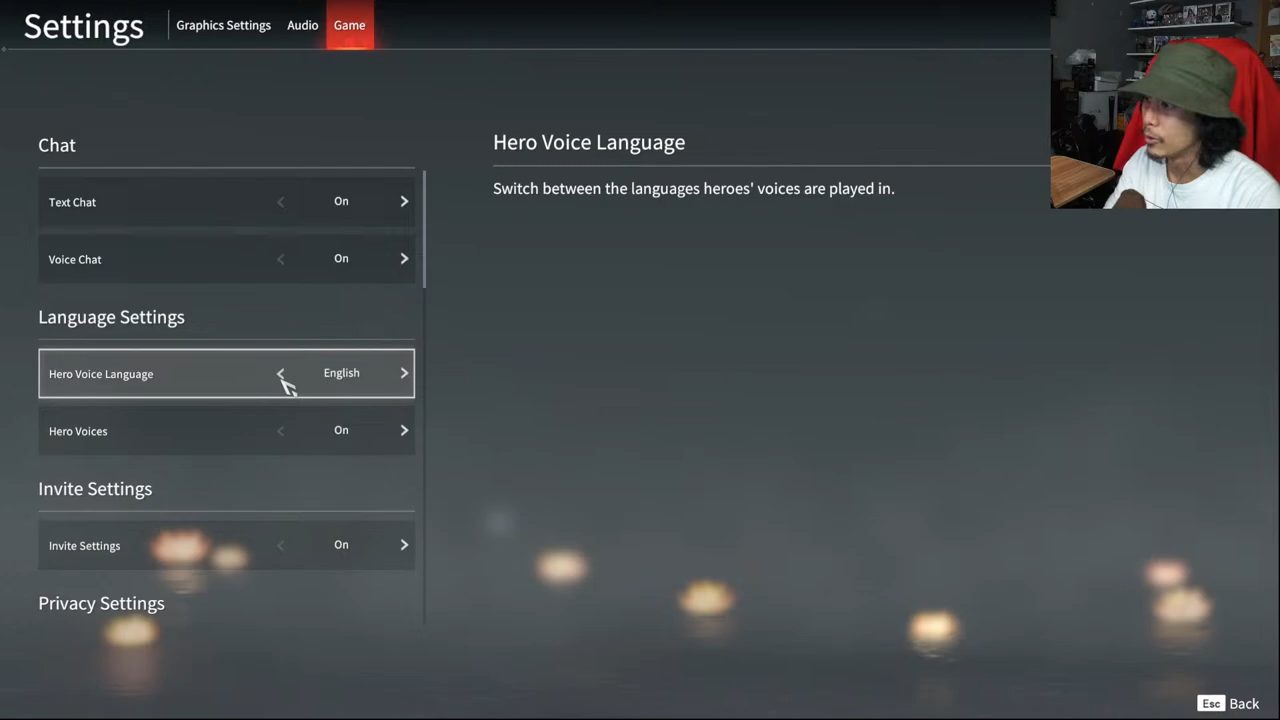 Settings
Graphics Settings
Audio
Game
Chat
Text Chat
On
Voice Chat
On
Language Settings
Hero Voice Language
English
Hero Voices
On
Invite Settings
Invite Settings
On
Privacy Settings
Hero Voice Language
Switch between the languages heroes' voices are played in.
Esc Back